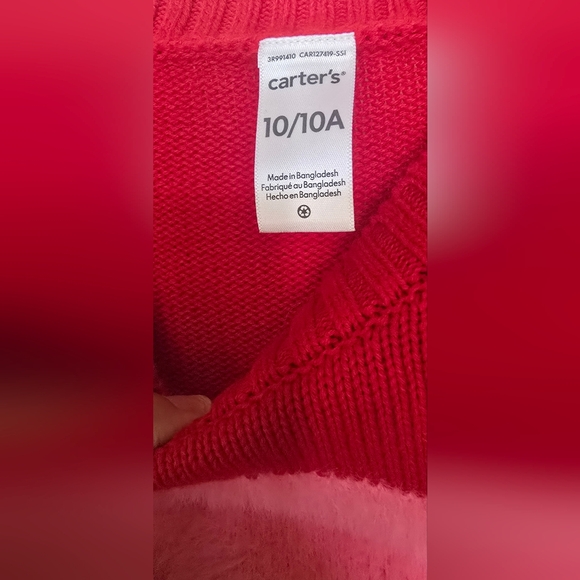 3R991410 CAR127419-SSI
carter's®
10/10A
Made in Bangladesh
Fabriqué au Bangladesh
Hecho en Bangladesh